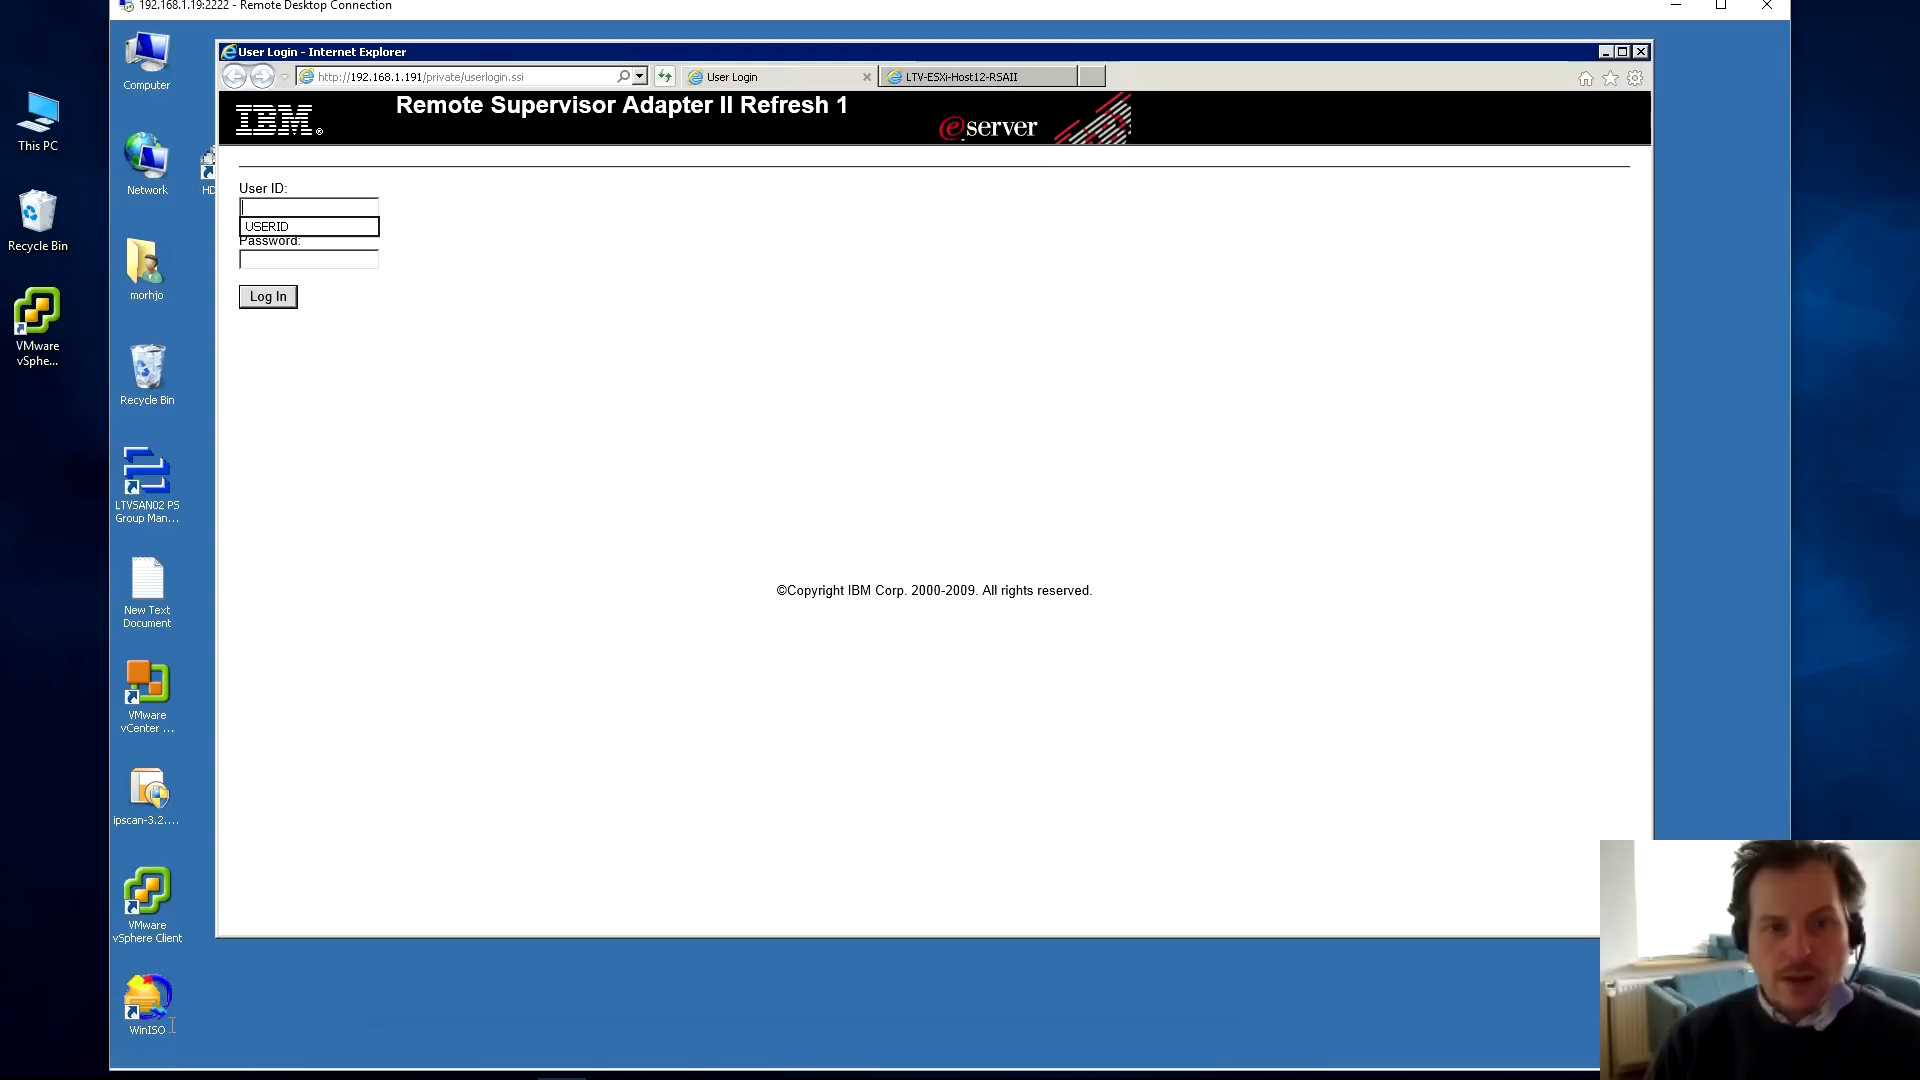 192.168.1.19:2222 - Remote Desktop Connection
This PC
Recycle Bin
VMware
vSphe...
Computer
Network
HD
morhjo
Recycle Bin
LTVSAN02 PS
Group Man...
New Text
Document
VMware
vCenter ...
ipscan-3.2....
VMware
vSphere Client
WinISO
User Login - Internet Explorer
http://192.168.1.191/private/userlogin.ssi
User Login
LTV-ESXi-Host12-RSAII
IBM®
Remote Supervisor Adapter II Refresh 1
eserver
User ID:
USERID
Password:
Log In
©Copyright IBM Corp. 2000-2009. All rights reserved.